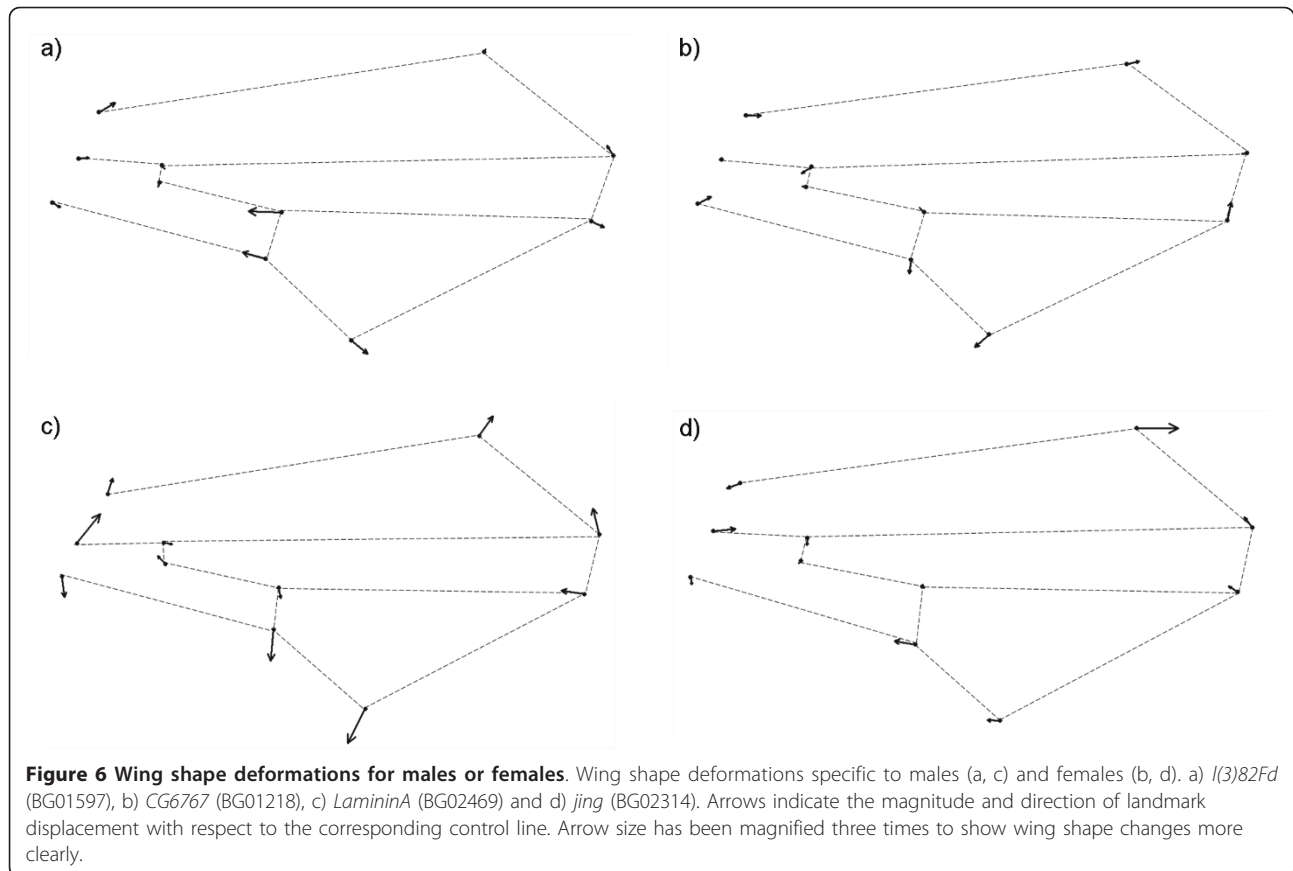 a)
b)
c)
d)
Figure 6 Wing shape deformations for males or females. Wing shape deformations specific to males (a, c) and females (b, d). a) l(3)82Fd
(BG01597), b) CG6767 (BG01218), c) LamininA (BG02469) and d) jing (BG02314). Arrows indicate the magnitude and direction of landmark
displacement with respect to the corresponding control line. Arrow size has been magnified three times to show wing shape changes more
clearly.